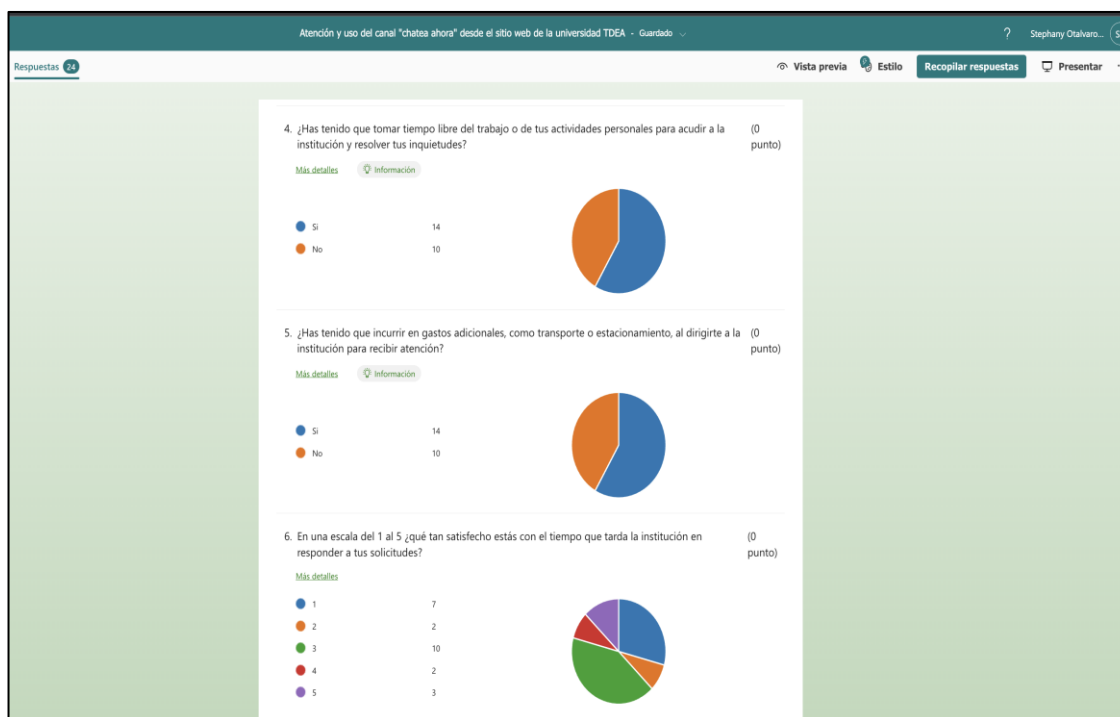 Atención y uso del canal "chatea ahora" desde el sitio web de la universidad TDEA - Guardado
? Stephany Otalvaro... S
Respuestas 24
Vista previa Estilo Recopilar respuestas Presentar
4. ¿Has tenido que tomar tiempo libre del trabajo o de tus actividades personales para acudir a la (0
institución y resolver tus inquietudes? punto)
Más detalles Información
Si 14
No 10
5. ¿Has tenido que incurrir en gastos adicionales, como transporte o estacionamiento, al dirigirte a la (0
institución para recibir atención? punto)
Más detalles Información
Si 14
No 10
6. En una escala del 1 al 5 ¿qué tan satisfecho estás con el tiempo que tarda la institución en (0
responder a tus solicitudes? punto)
Más detalles
1 7
2 2
3 10
4 2
5 3